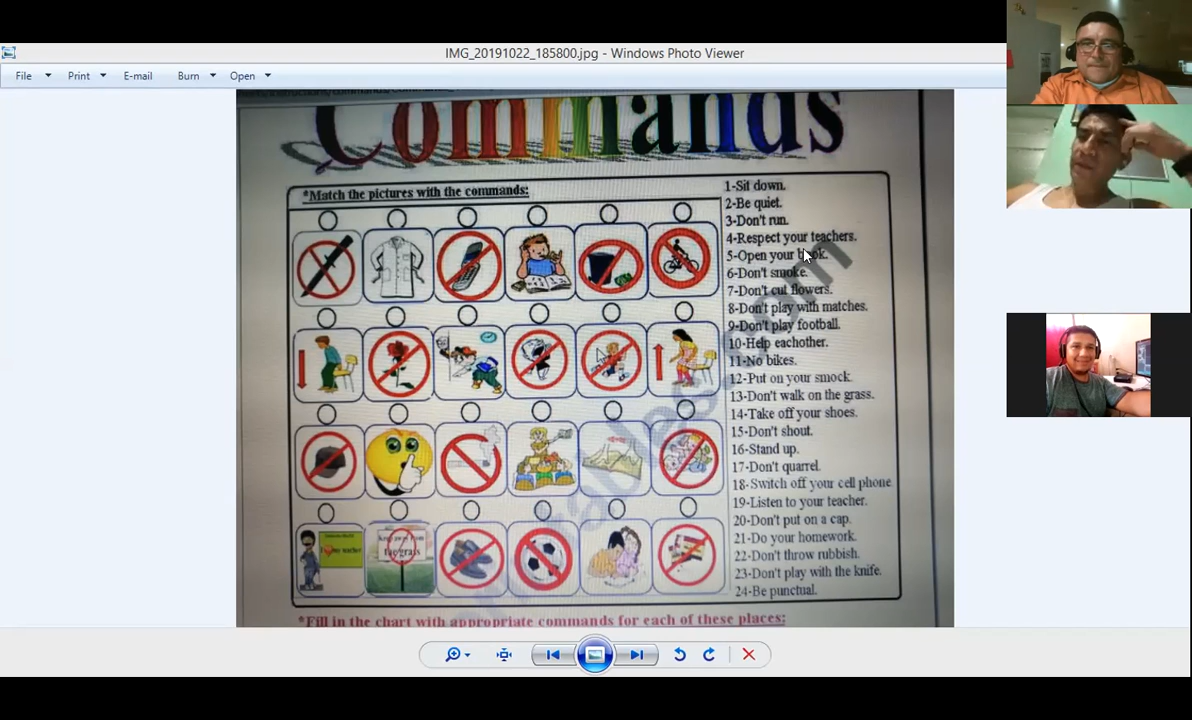 IMG_20191022_185800.jpg - Windows Photo Viewer
File Print E-mail Burn Open
Commands
*Match the pictures with the commands:
1-Sit down.
2-Be quiet.
3-Don't run.
4-Respect your teachers.
5-Open your book.
6-Don't smoke.
7-Don't cut flowers.
8-Don't play with matches.
9-Don't play football.
10-Help eachother.
11-No bikes.
12-Put on your smock.
13-Don't walk on the grass.
14-Take off your shoes.
15-Don't shout.
16-Stand up.
17-Don't quarrel.
18-Switch off your cell phone
19-Listen to your teacher.
20-Don't put on a cap.
21-Do your homework.
22-Don't throw rubbish.
23-Don't play with the knife.
24-Be punctual.
the grass
*Fill in the chart with appropriate commands for each of these places: